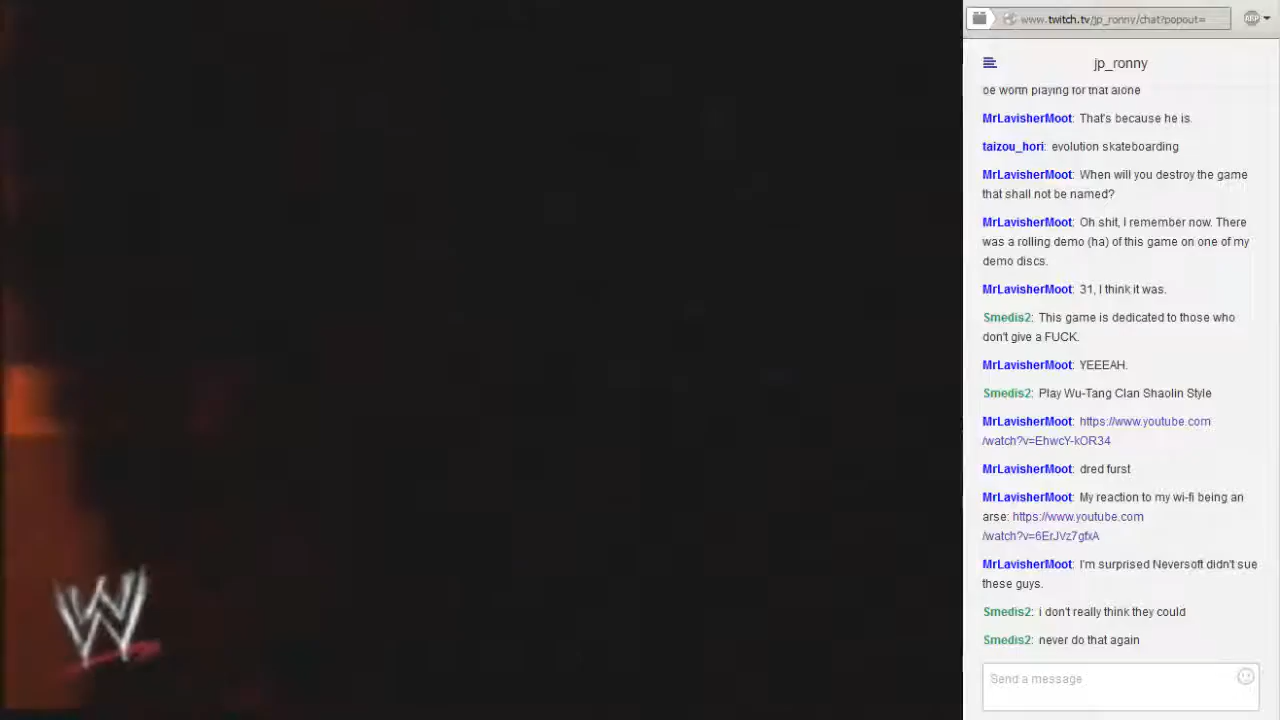 www.twitch.tv/jp_ronny/chat?popout=
ABP
jp_ronny
be worth playing for that alone
MrLavisherMoot: That's because he is.
taizou_hori: evolution skateboarding
MrLavisherMoot: When will you destroy the game
that shall not be named?
MrLavisherMoot: Oh shit, I remember now. There
was a rolling demo (ha) of this game on one of my
demo discs.
MrLavisherMoot: 31, I think it was.
Smedis2: This game is dedicated to those who
don't give a FUCK.
MrLavisherMoot: YEEEAH.
Smedis2: Play Wu-Tang Clan Shaolin Style
MrLavisherMoot: https://www.youtube.com
/watch?v=EhwcY-kOR34
MrLavisherMoot: dred furst
MrLavisherMoot: My reaction to my wi-fi being an
arse: https://www.youtube.com
/watch?v=6ErJVz7gfxA
MrLavisherMoot: I'm surprised Neversoft didn't sue
these guys.
Smedis2: i don't really think they could
Smedis2: never do that again
Send a message
W